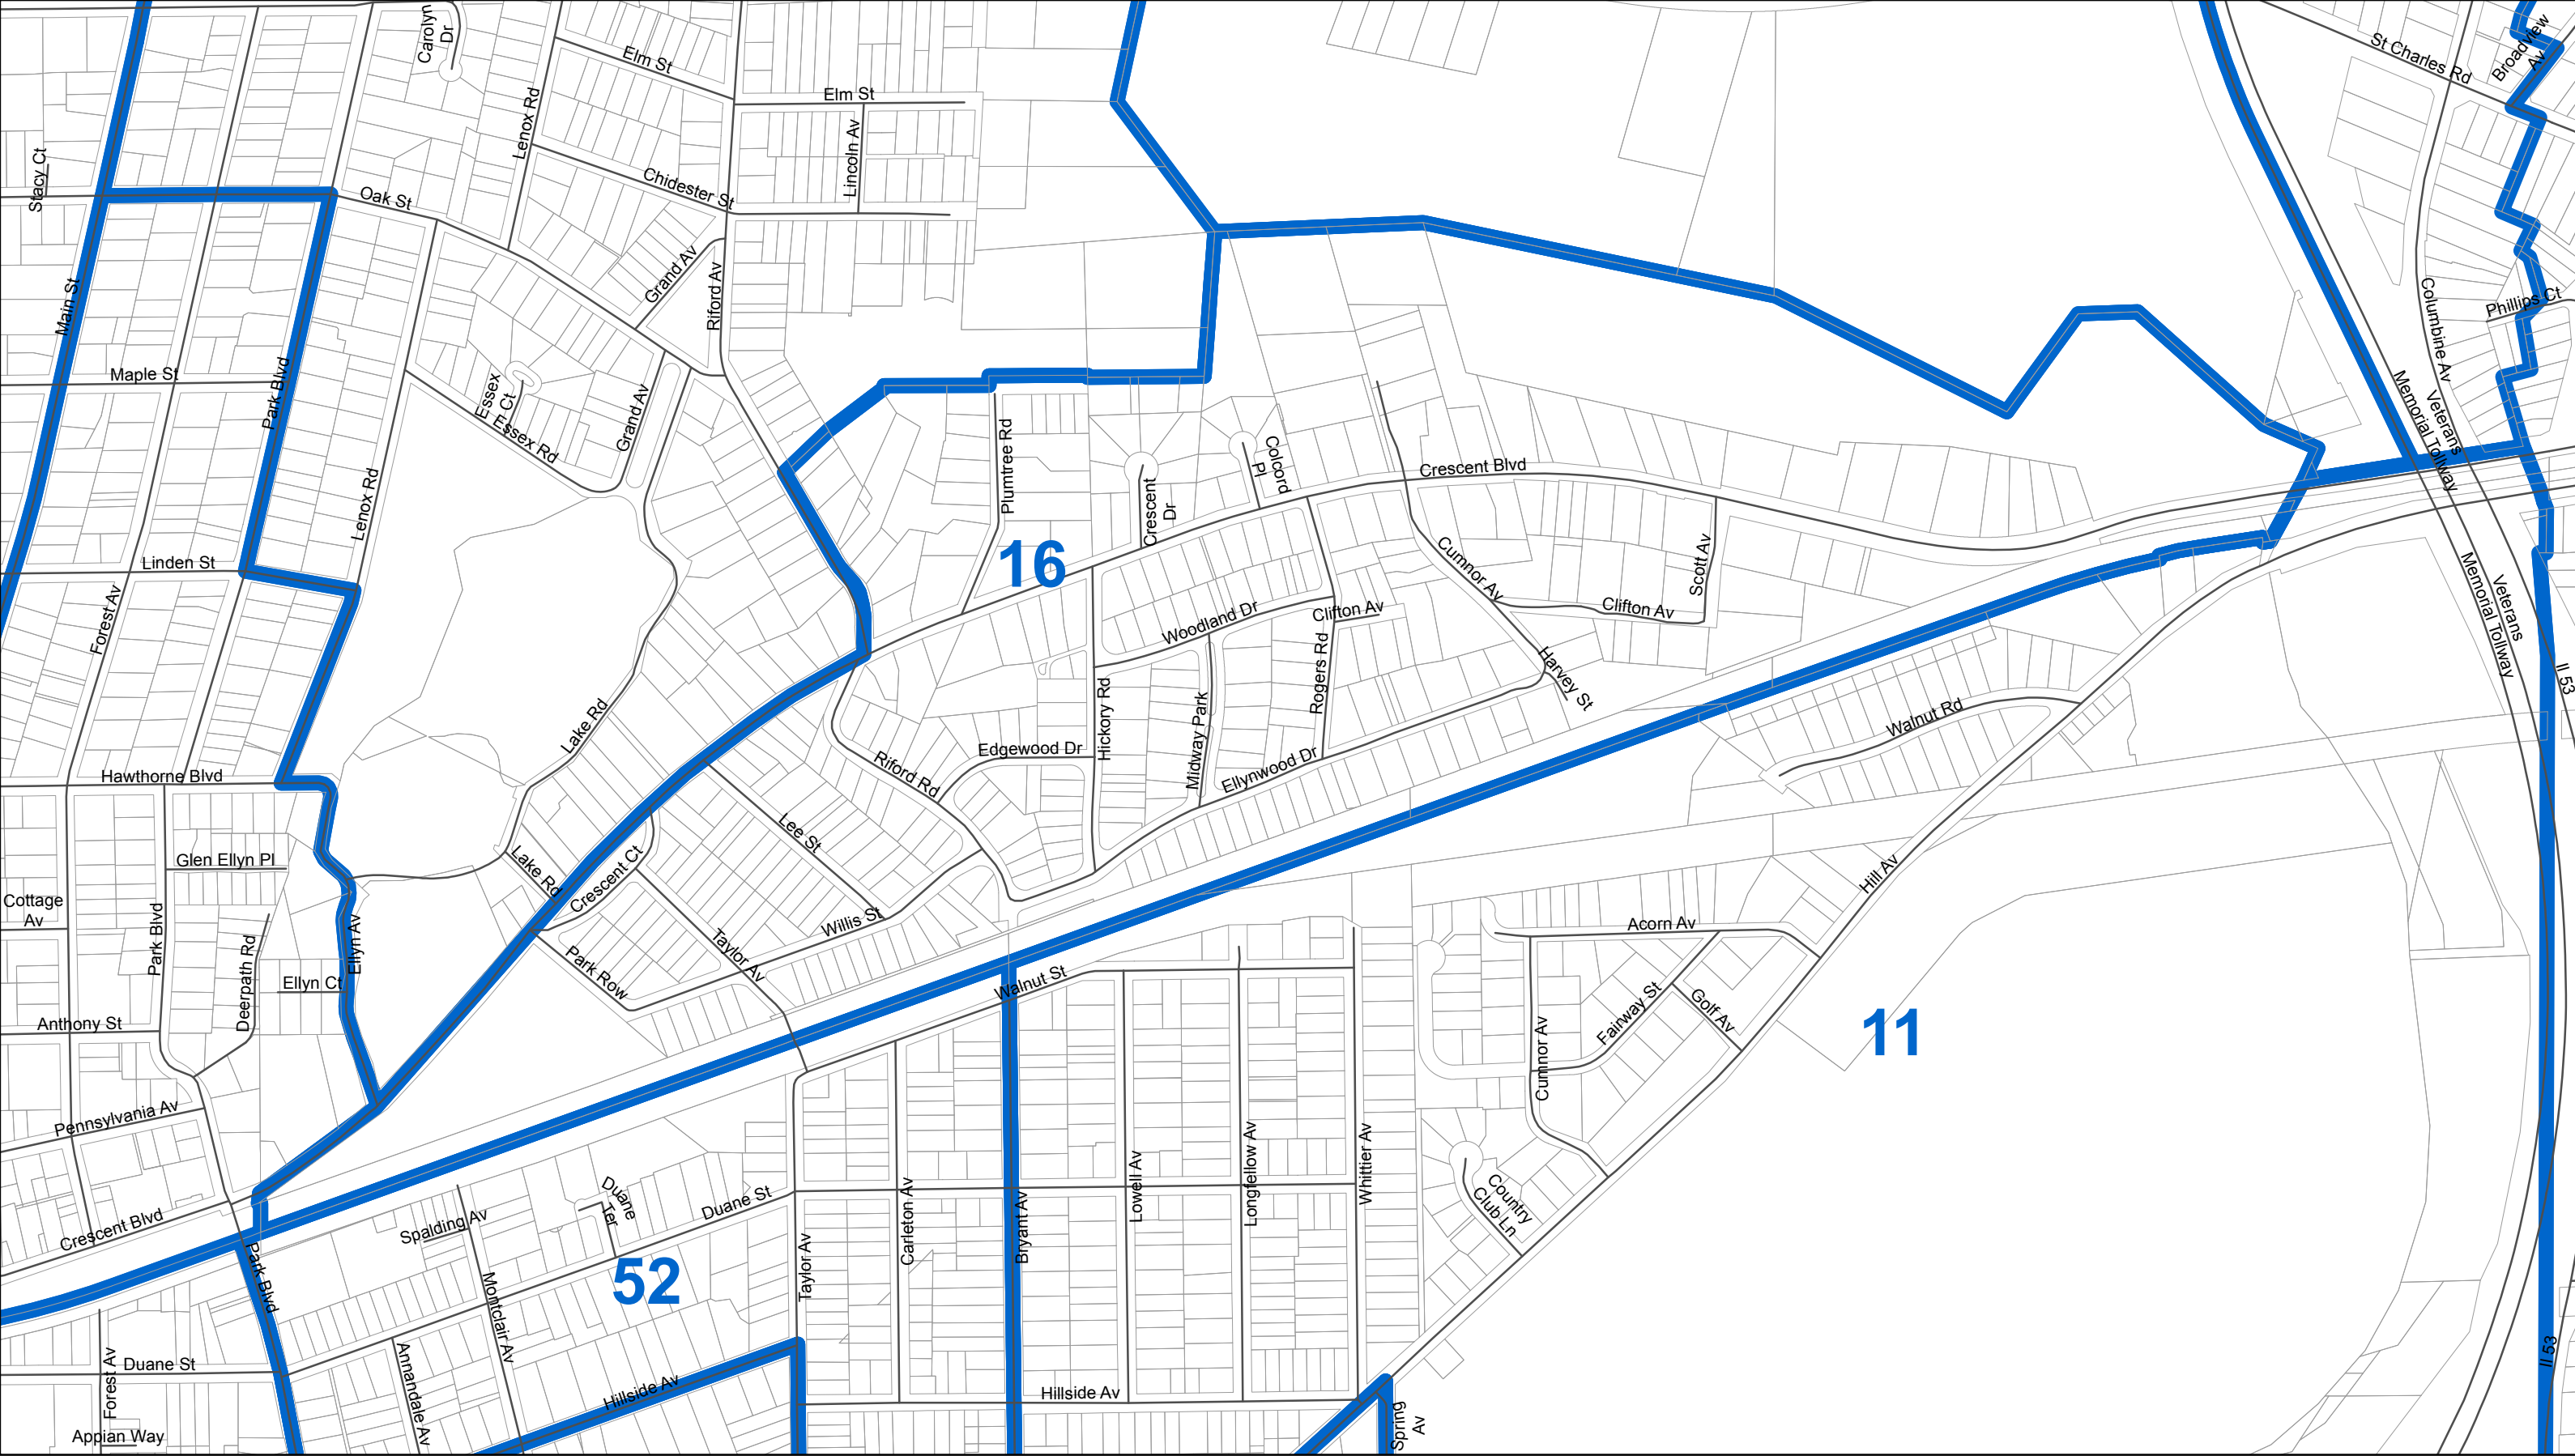 Carolyn
Dr
Elm St
Elm St
St Charles Rd
Broadview
Av
Lenox Rd
Lincoln Av
Stacy Ct
Chidester St
Oak St
Grand Av
Riford Av
Main St
Phillips Ct
Columbine Av
Maple St
Park Blvd
Essex
Ct
Essex Rd
Grand Av
Veterans
Memorial Tollway
Plumtree Rd
Colcord
Pl
Crescent Blvd
Crescent
Dr
Lenox Rd
16
Linden St
Cumnor Av
Scott Av
Forest Av
Woodland Dr
Clifton Av
Clifton Av
Veterans
Memorial Tollway
Rogers Rd
Harvey St
Il 53
Lake Rd
Hickory Rd
Midway Park
Walnut Rd
Hawthorne Blvd
Riford Rd
Edgewood Dr
Ellynwood Dr
Lee St
Glen Ellyn Pl
Lake Rd
Crescent Ct
Hill Av
Cottage
Av
Park Blvd
Deerpath Rd
Ellyn Av
Willis St
Taylor Av
Acorn Av
Ellyn Ct
Park Row
Walnut St
Fairway St
Golf Av
Anthony St
11
Cumnor Av
Pennsylvania Av
Crescent Blvd
Spalding Av
Duane
Ter
Duane St
Lowell Av
Longfellow Av
Whittier Av
Country
Club Ln
Park Blvd
52
Taylor Av
Carleton Av
Bryant Av
Montclair Av
Duane St
Forest Av
Annandale Av
Hillside Av
Hillside Av
Il 53
Appian Way
Spring
Av